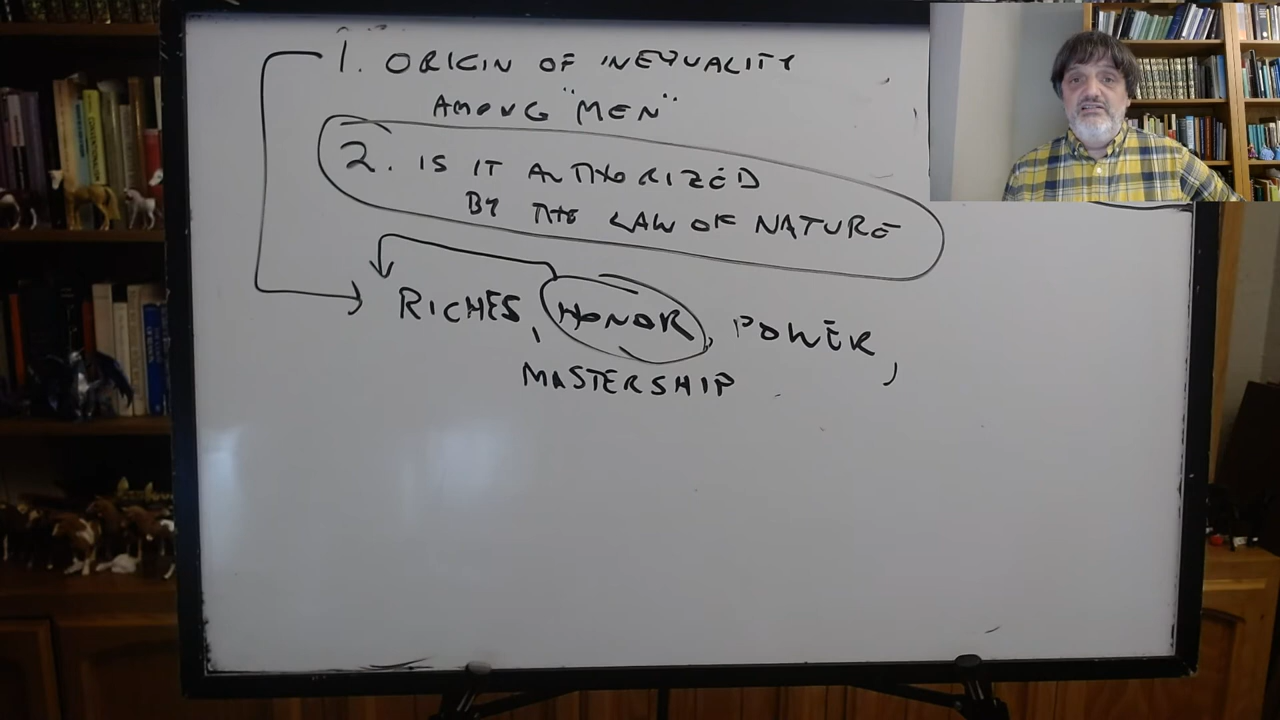 1. ORIGIN OF INEQUALITY
AMONG "MEN"
2. IS IT AUTHORIZED
BY THE LAW OF NATURE
RICHES, HONOR, POWER,
MASTERSHIP